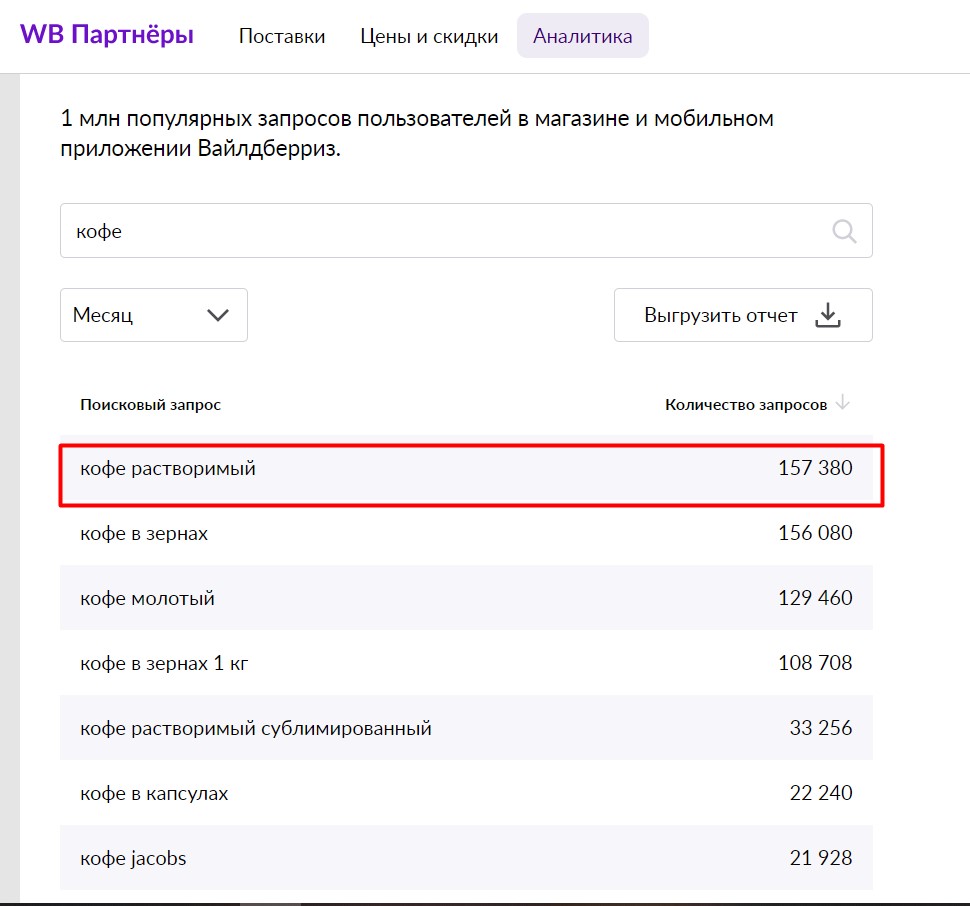 WB Партнёры Поставки Цены и скидки Аналитика
1 млн популярных запросов пользователей в магазине и мобильном
приложении Вайлдберриз.
кофе
Месяц Выгрузить отчет
Поисковый запрос Количество запросов
кофе растворимый 157 380
кофе в зернах 156 080
кофе молотый 129 460
кофе в зернах 1 кг 108 708
кофе растворимый сублимированный 33 256
кофе в капсулах 22 240
кофе jacobs 21 928